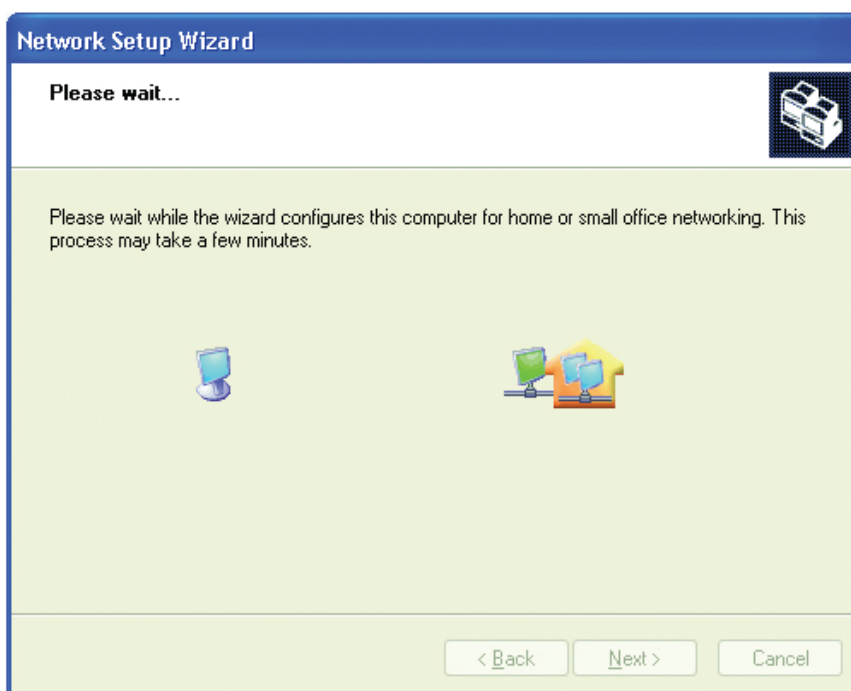 Network Setup Wizard
Please wait...
Please wait while the wizard configures this computer for home or small office networking. This
process may take a few minutes.
< Back
Next >
Cancel